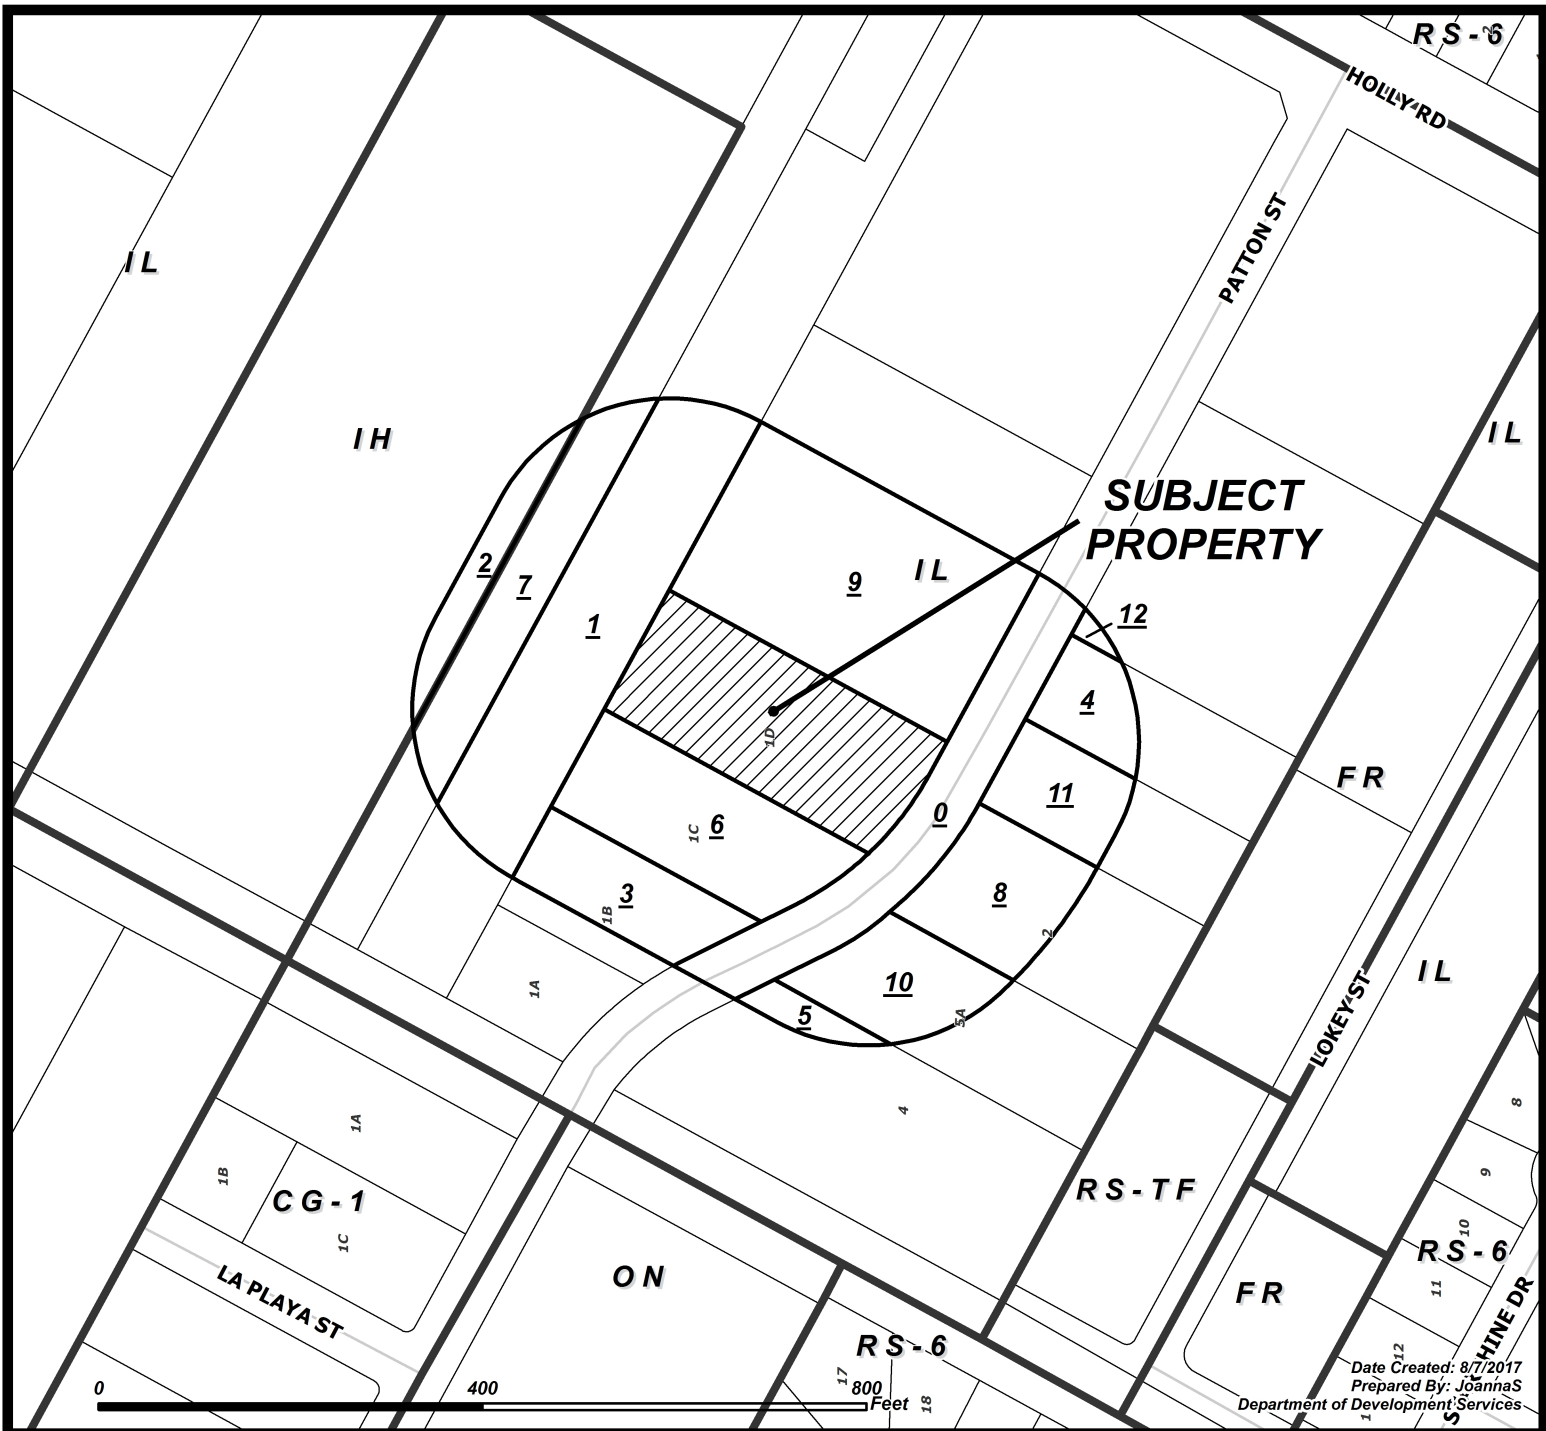 RS-6
2
HOLLY RD
PATTON ST
IL
IH
IL
SUBJECT
PROPERTY
2
7
9
IL
1
12
4
1D
11
0
FR
1C
6
8
3
1B
2
10
IL
1A
5
5A
LOKEY ST
4
8
1A
1B
9
CG-1
RS-TF
10
1C
RS-6
ON
FR
11
LA PLAYA ST
RS-6
12
17
18
0
400
800
Feet
Date Created: 8/7/2017
Prepared By: JoannaS
Department of Development Services